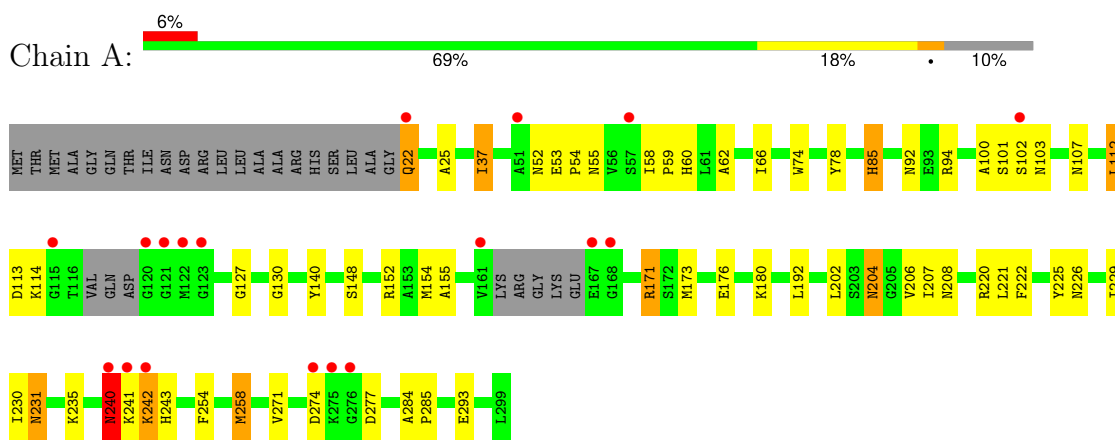 6%
Chain A:
69% 18% • 10%
MET THR MET ALA GLY GLN THR ILE ASN ASP ARG LEU LEU ALA ALA ARG HIS SER LEU ALA GLY Q22 A25 I37 A51 N52 E53 P54 N55 V56 S57 I58 P59 H60 L61 A62 I66 W74 Y78 H85 N92 E93 R94 A100 S101 S102 N103 N107 L112
D113 K114 G115 T116 VAL GLN ASP G120 G121 M122 G123 G127 G130 Y140 S148 R152 A153 M154 A155 V161 LYS ARG GLY LYS GLU E167 G168 R171 S172 M173 E176 K180 L192 L202 S203 N204 G205 V206 I207 N208 R220 L221 F222 Y225 N226
I230 N231 K235 N240 K241 K242 H243 F254 M258 V271 D274 K275 G276 D277 A284 P285 E293 L299